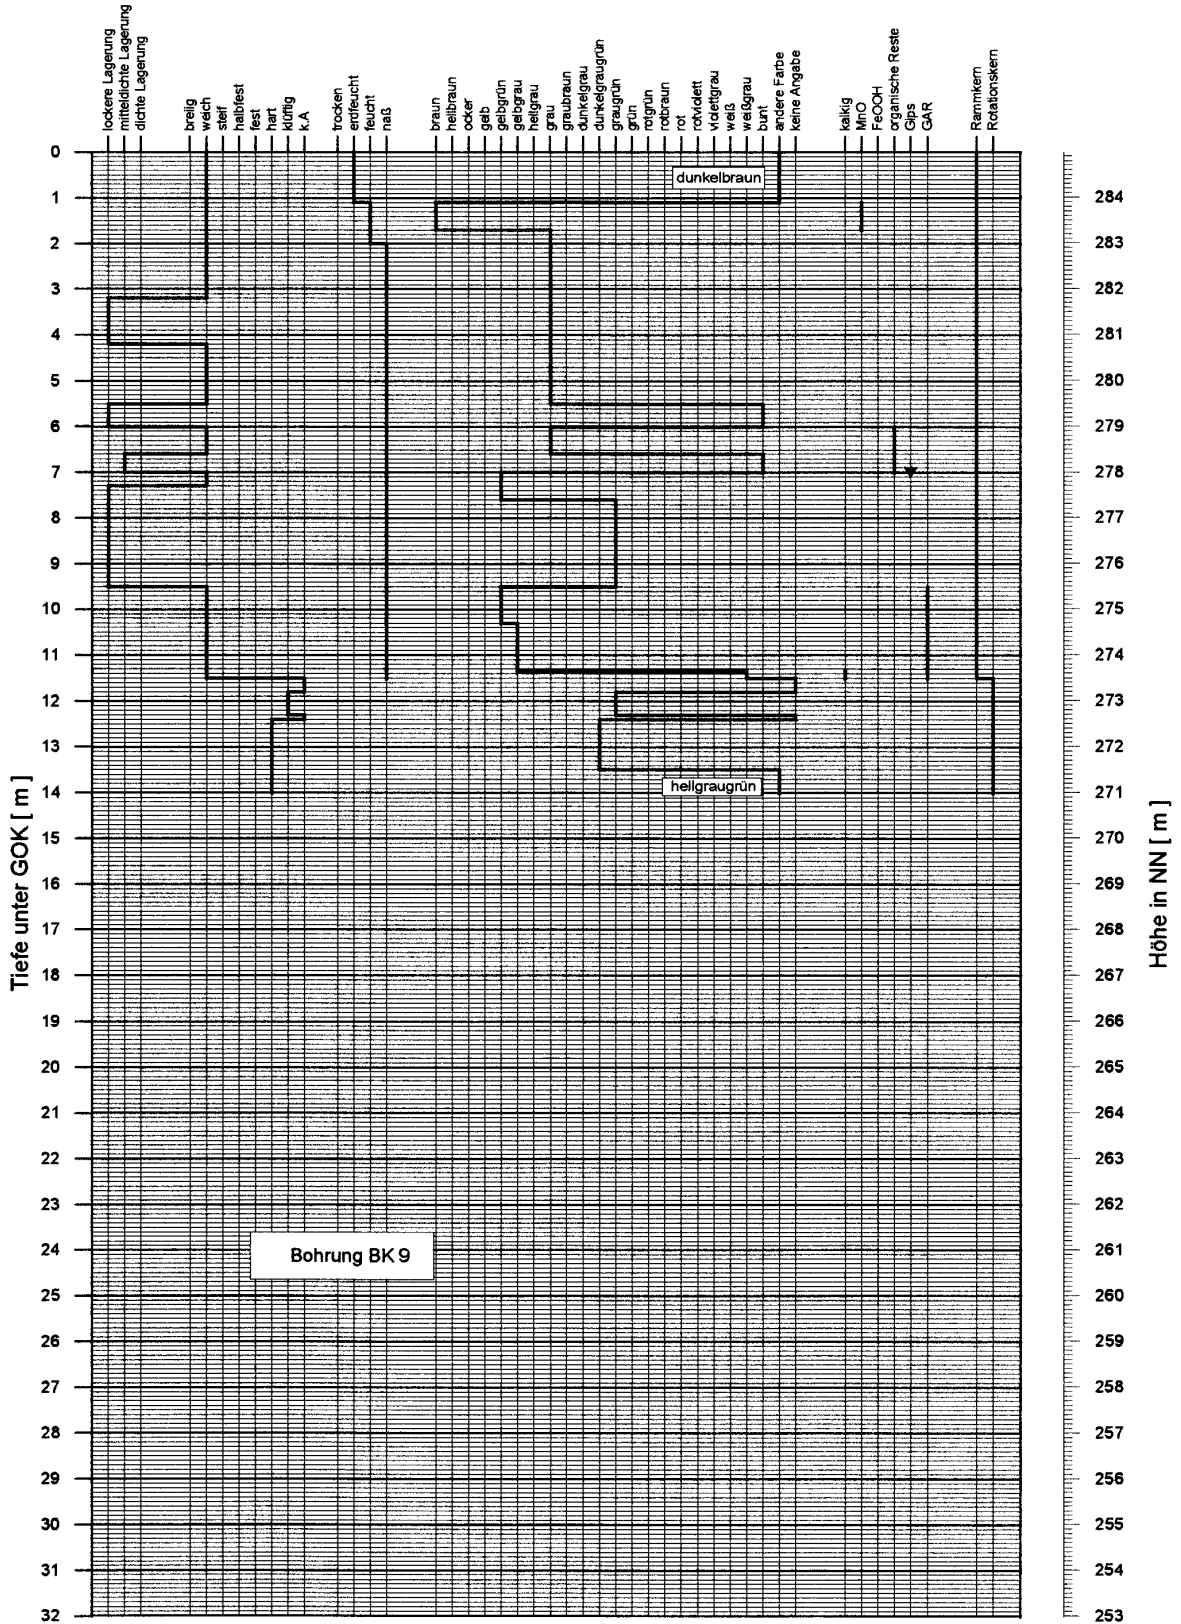 lockere Lagerung
mitteldichte Lagerung
dichte Lagerung
breiig
weich
steif
halbfest
fest
hart
klüftig
k.A
trocken
erdfeucht
feucht
naß
braun
hellbraun
ocker
gelb
gelbgrün
gelbgrau
hellgrau
grau
graubraun
dunkelgrau
dunkelgraugrün
graugrün
grün
rotgrün
rotbraun
rot
rotviolett
violettgrau
weiß
weißgrau
bunt
andere Farbe
keine Angabe
kalkig
MnO
FeOOH
organische Reste
Gips
GAR
Rammkern
Rotationskern
0
dunkelbraun
1 284
2 283
3 282
4 281
5 280
6 279
7 278
8 277
9 276
10 275
11 274
12 273
13 272
hellgraugrün
14 271
15 270
16 269
17 268
18 267
19 266
20 265
21 264
22 263
23 262
24 261
Bohrung BK 9
25 260
26 259
27 258
28 257
29 256
30 255
31 254
32 253
Tiefe unter GOK [ m ]
Höhe in NN [ m ]